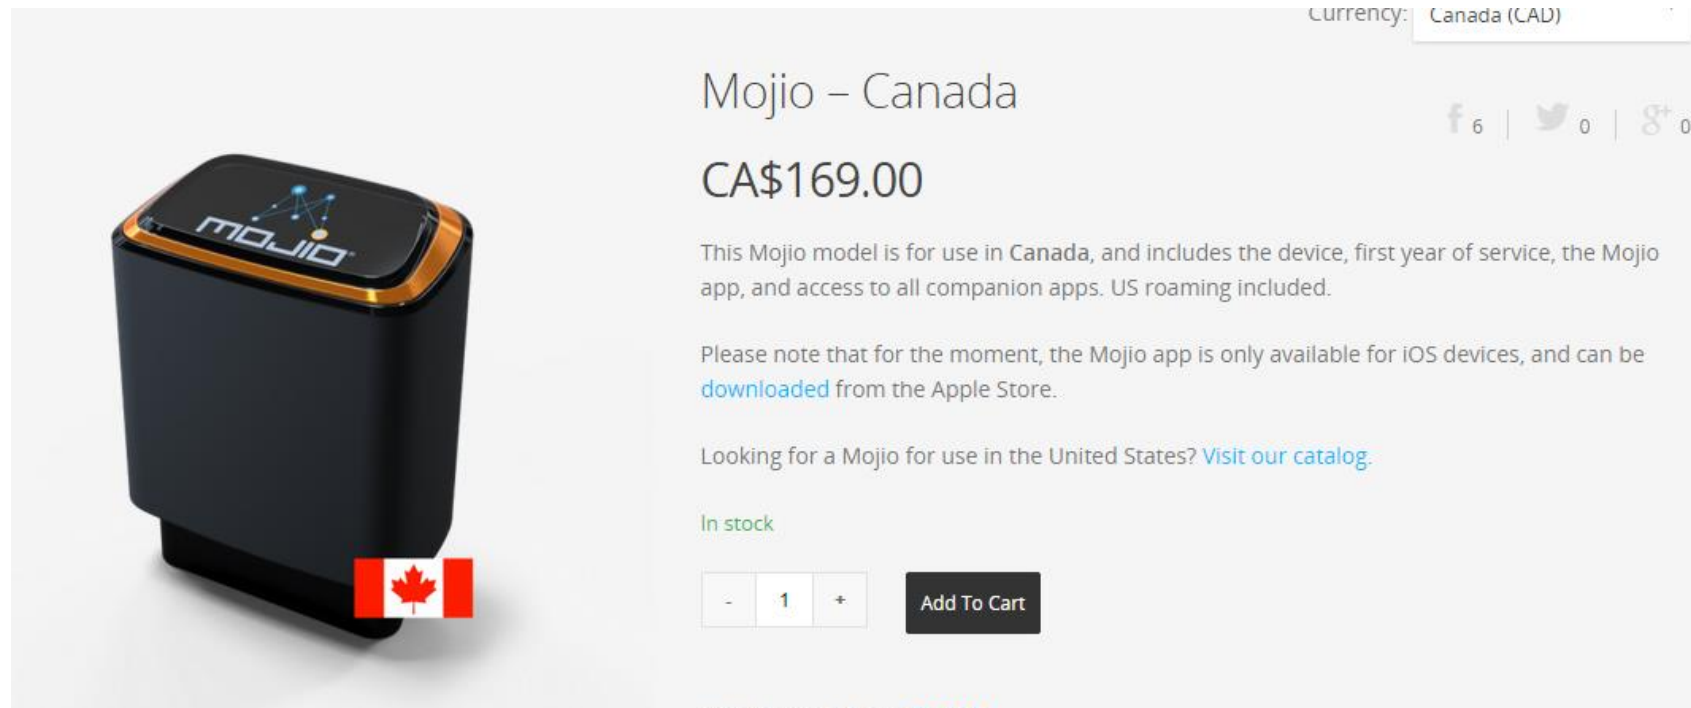 Currency: Canada (CAD)
Mojio – Canada
6 | 0 | 0
CA$169.00
MOJIO
This Mojio model is for use in Canada, and includes the device, first year of service, the Mojio
app, and access to all companion apps. US roaming included.
Please note that for the moment, the Mojio app is only available for iOS devices, and can be
downloaded from the Apple Store.
Looking for a Mojio for use in the United States? Visit our catalog.
In stock
- 1 +
Add To Cart